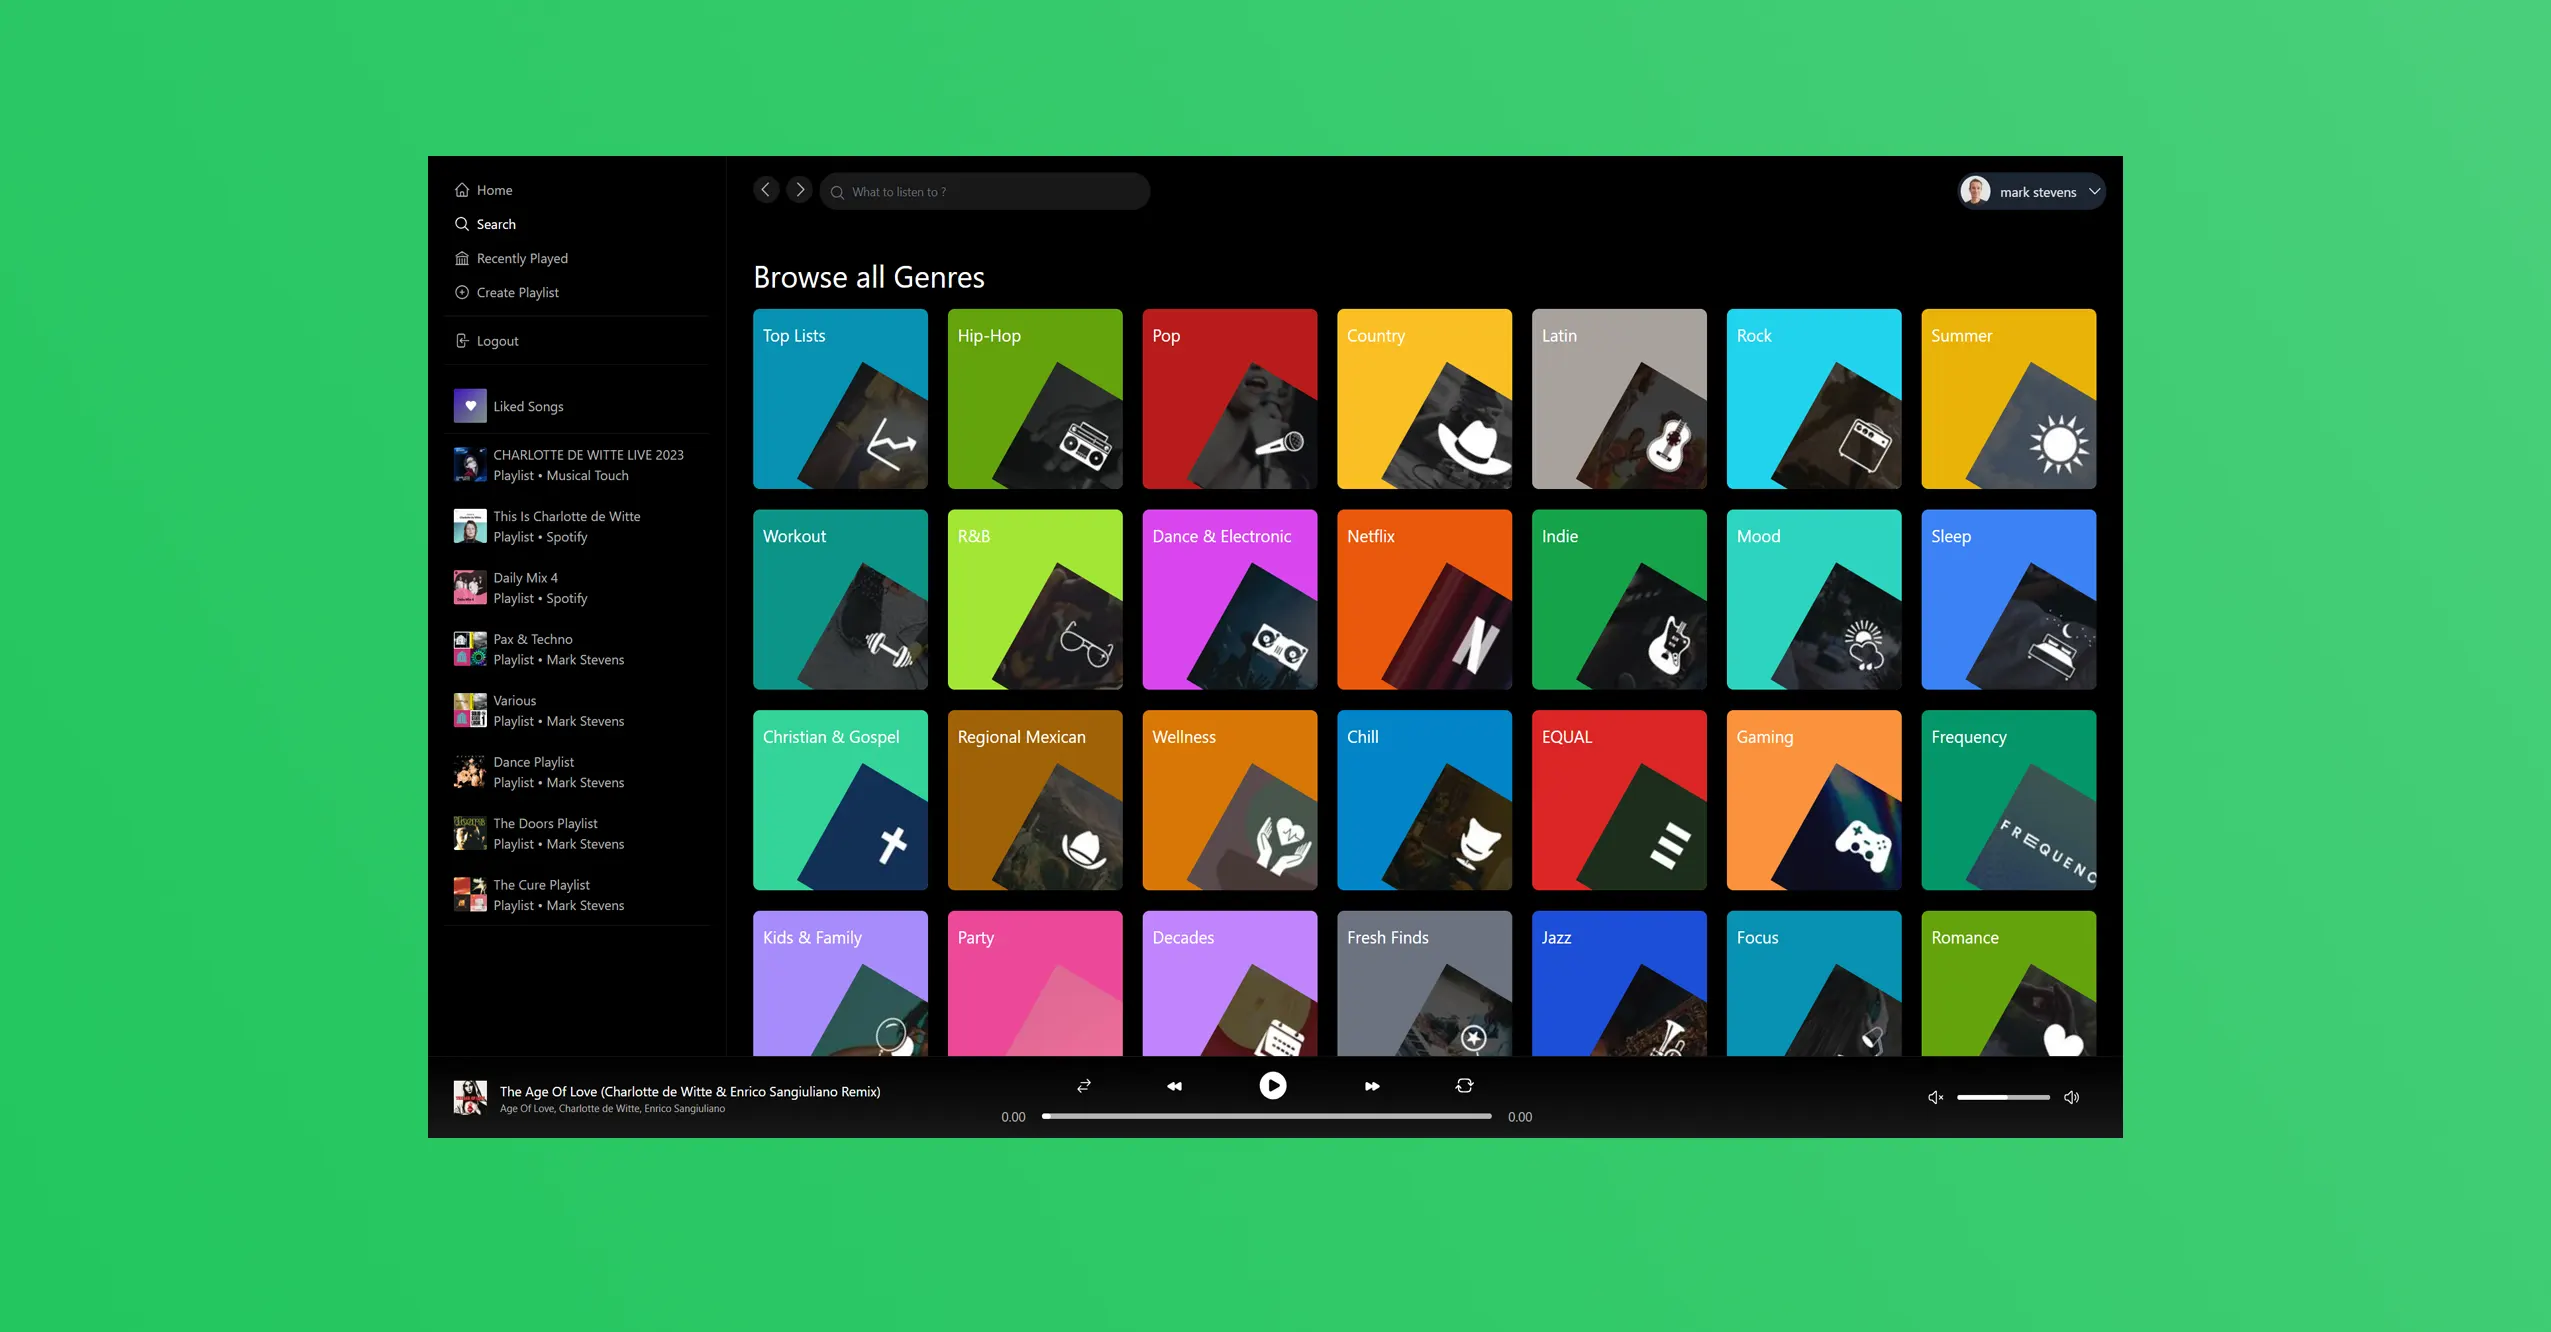 Home
Search
Recently Played
Create Playlist
Logout
Liked Songs
CHARLOTTE DE WITTE LIVE 2023
Playlist • Musical Touch
This Is Charlotte de Witte
Playlist • Spotify
Daily Mix 4
Playlist • Spotify
Pax & Techno
Playlist • Mark Stevens
Various
Playlist • Mark Stevens
Dance Playlist
Playlist • Mark Stevens
The Doors Playlist
Playlist • Mark Stevens
The Cure Playlist
Playlist • Mark Stevens
What to listen to ?
mark stevens
Browse all Genres
Top Lists
Hip-Hop
Pop
Country
Latin
Rock
Summer
Workout
R&B
Dance & Electronic
Netflix
N
Indie
Mood
Sleep
Christian & Gospel
Regional Mexican
Wellness
Chill
EQUAL
Gaming
Frequency
FREQUENC
Kids & Family
Party
Decades
Fresh Finds
Jazz
Focus
Romance
The Age Of Love (Charlotte de Witte & Enrico Sangiuliano Remix)
Age Of Love, Charlotte de Witte, Enrico Sangiuliano
0.00
0.00